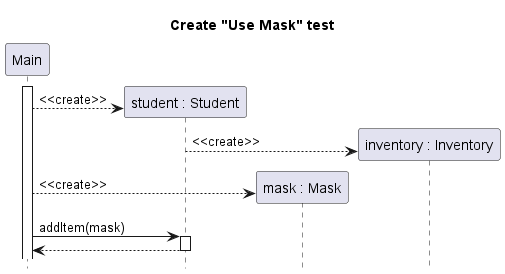 Create "Use Mask" test
Main
<<create>>
student : Student
<<create>>
inventory : Inventory
<<create>>
mask : Mask
addItem(mask)